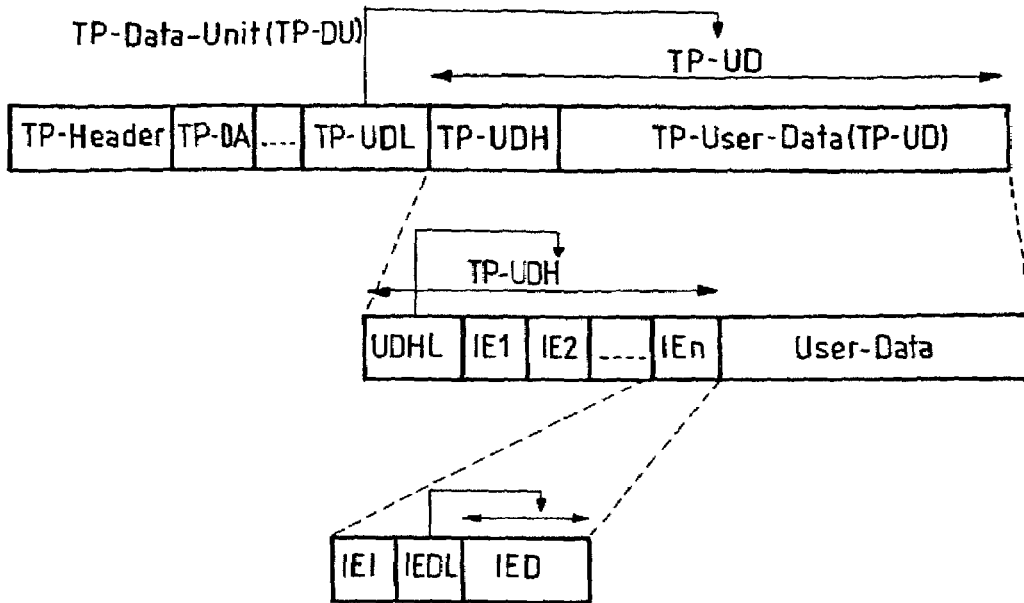 TP-Data-Unit(TP-DU)
TP-UD
TP-Header TP-DA .... TP-UDL TP-UDH TP-User-Data(TP-UD)
TP-UDH
UDHL IE1 IE2 ..... IEn User-Data
IEI IEDL IED